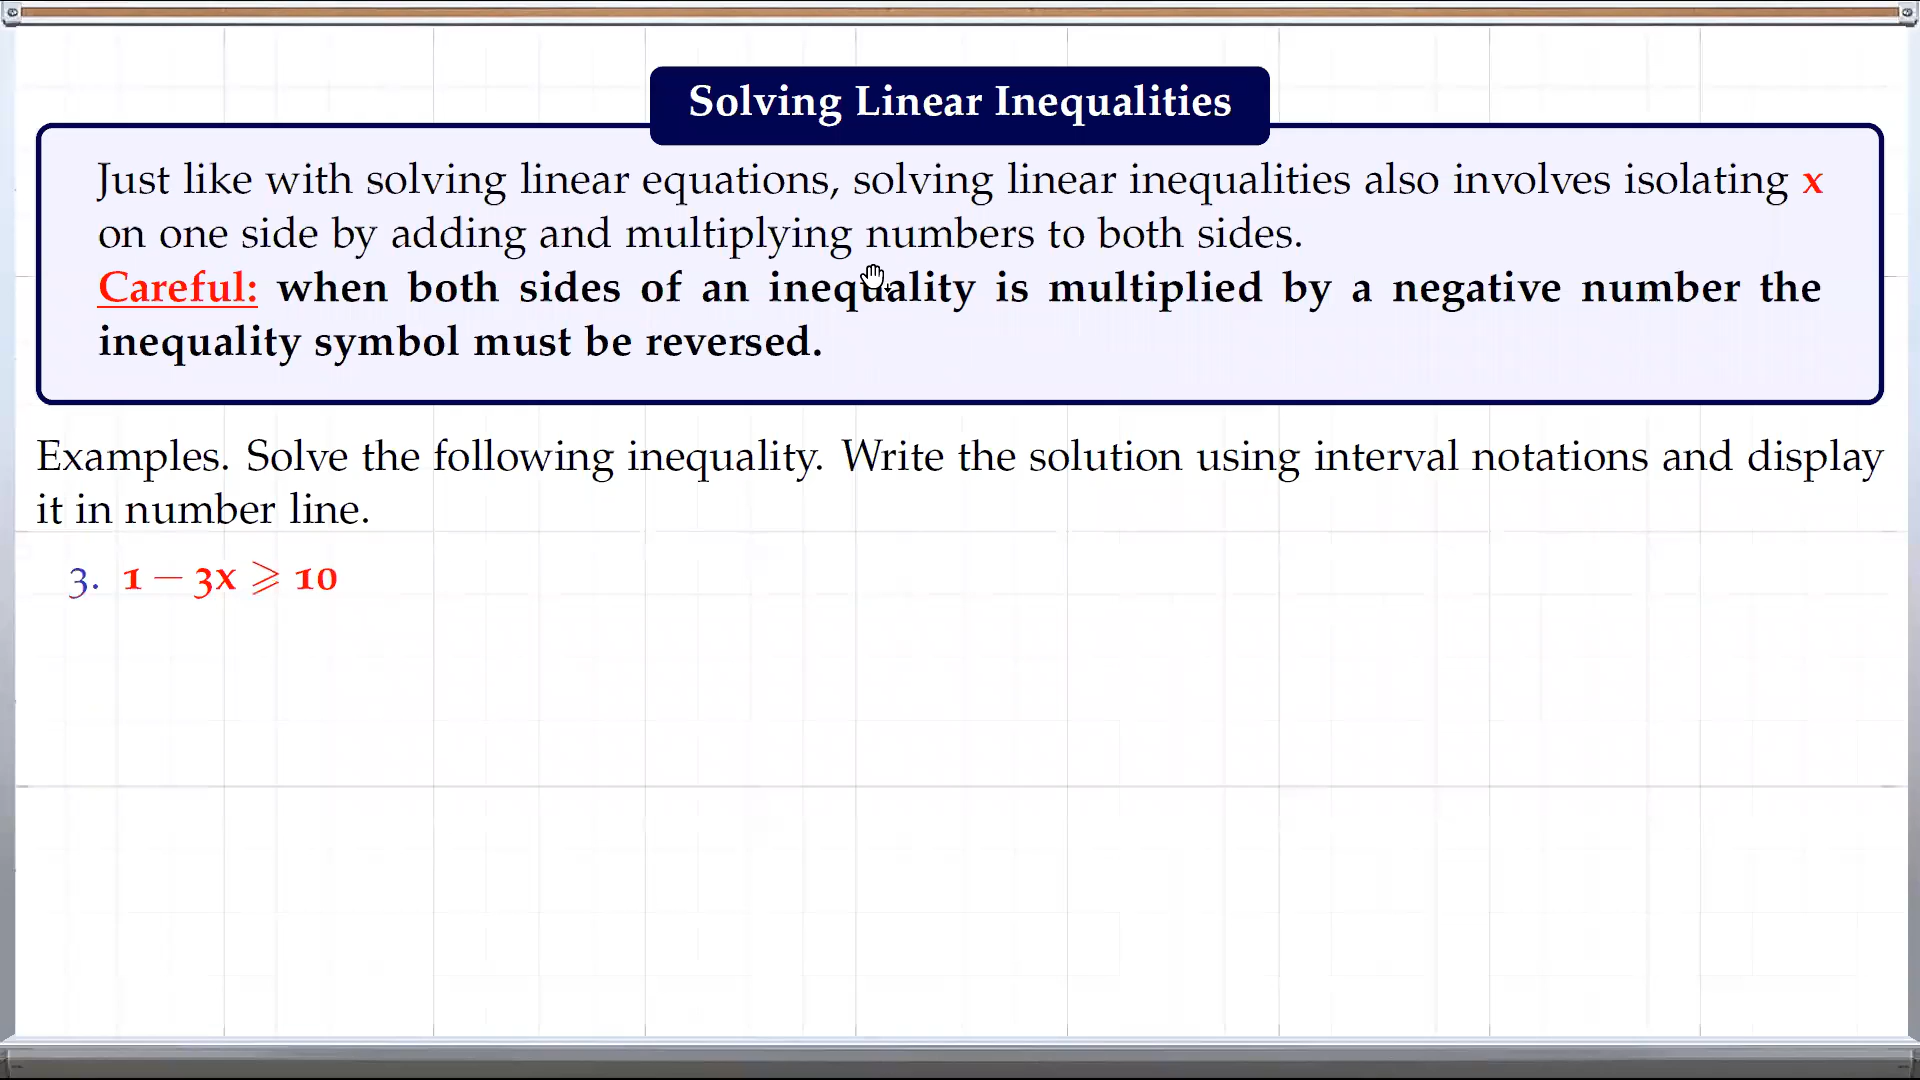 Solving Linear Inequalities
Just like with solving linear equations, solving linear inequalities also involves isolating x
on one side by adding and multiplying numbers to both sides.
Careful: when both sides of an inequality is multiplied by a negative number the
inequality symbol must be reversed.
Examples. Solve the following inequality. Write the solution using interval notations and display
it in number line.
3. 1 − 3x ⩾ 10